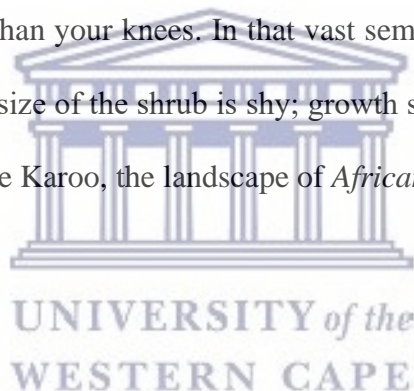 than your knees. In that vast sem
size of the shrub is shy; growth s
e Karoo, the landscape of African
UNIVERSITY of the
WESTERN CAPE